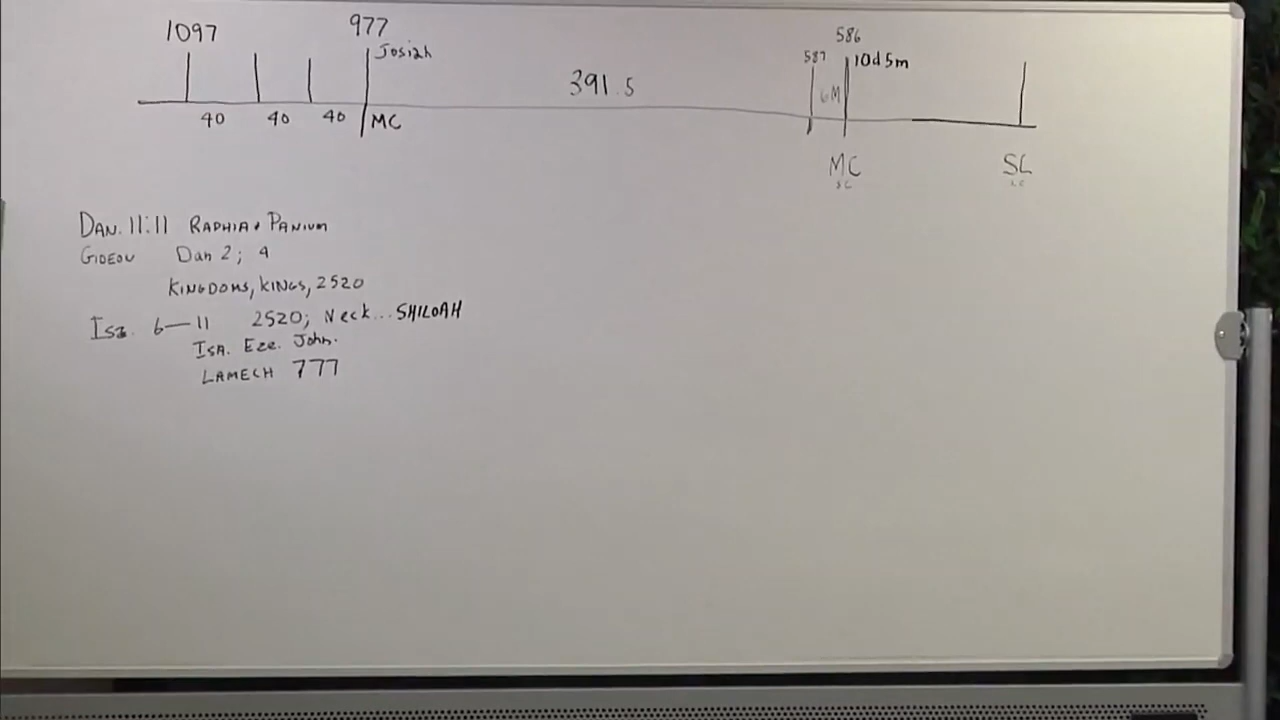 1097
977
Josiah
586
587
10d 5m
391.5
6M
40
40
40
MC
MC
SL
Dan. 11:11 Raphia + Panium
Gideon Dan 2; 4
Kingdoms, Kings, 2520
Isa. 6—11 2520; Neck... SHILOAH
Isa. Eze. John.
Lamech 777